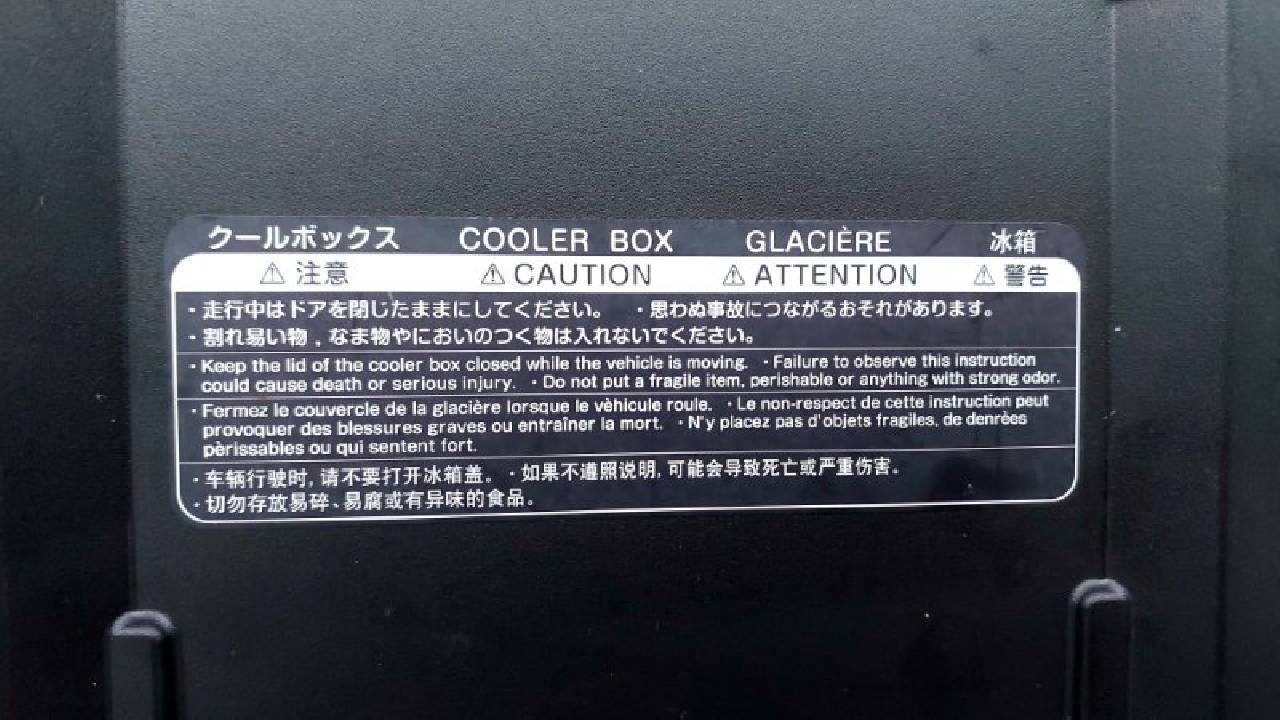 クールボックス COOLER BOX GLACIÈRE 冰箱
⚠ 注意 ⚠ CAUTION ⚠ ATTENTION ⚠ 警告
・走行中はドアを閉じたままにしてください。 ・思わぬ事故につながるおそれがあります。
・割れ易い物，なま物やにおいのつく物は入れないでください。
・Keep the lid of the cooler box closed while the vehicle is moving. ・Failure to observe this instruction
could cause death or serious injury. ・Do not put a fragile item, perishable or anything with strong odor.
・Fermez le couvercle de la glacière lorsque le vèhicule roule. ・Le non-respect de cette instruction peut
provoquer des blessures graves ou entraîner la mort. ・N'y placez pas d'objets fragiles, de denrèes
pèrissables ou qui sentent fort.
・车辆行驶时, 请不要打开冰箱盖。 ・如果不遵照说明, 可能会导致死亡或严重伤害。
・切勿存放易碎、易腐或有异味的食品。